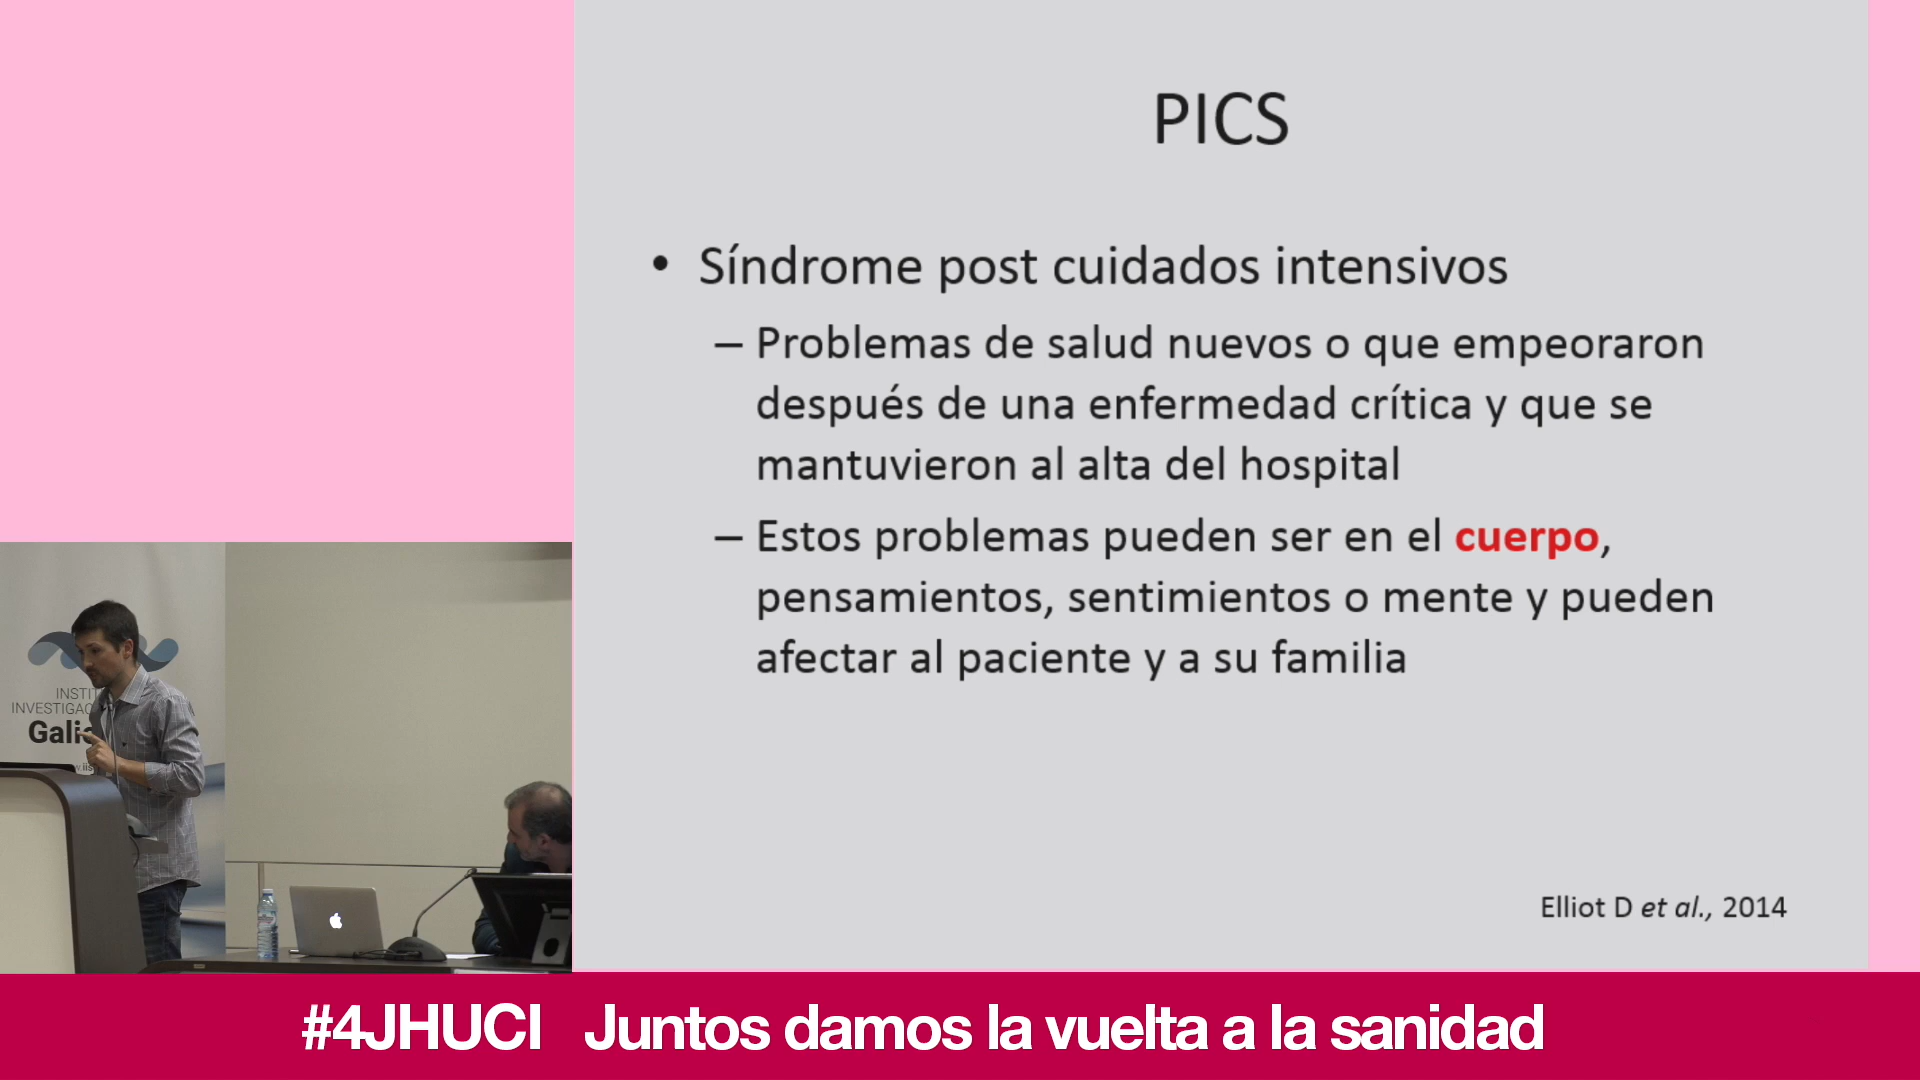 PICS
• Síndrome post cuidados intensivos
– Problemas de salud nuevos o que empeoraron
después de una enfermedad crítica y que se
mantuvieron al alta del hospital
– Estos problemas pueden ser en el cuerpo,
pensamientos, sentimientos o mente y pueden
afectar al paciente y a su familia
Elliot D et al., 2014
#4JHUCI Juntos damos la vuelta a la sanidad